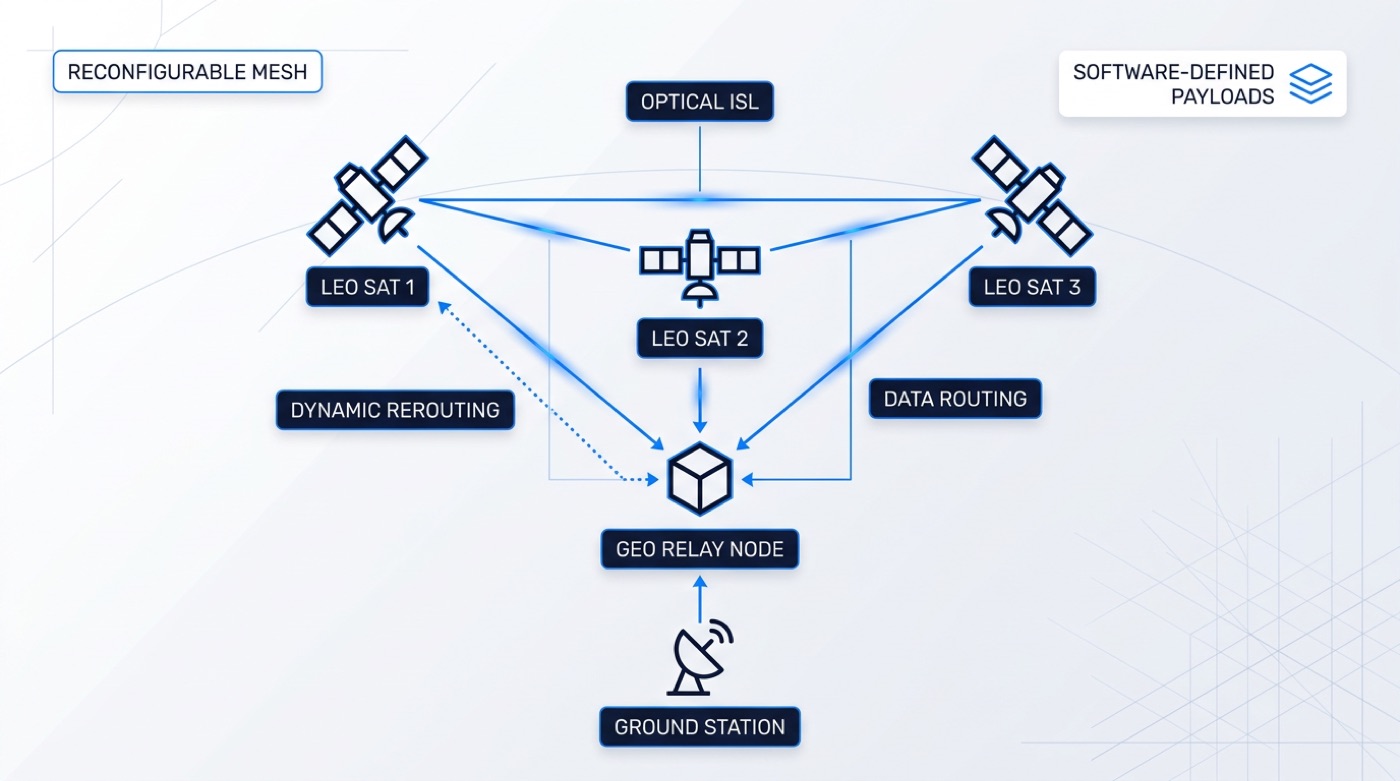 RECONFIGURABLE MESH
SOFTWARE-DEFINED
PAYLOADS
OPTICAL ISL
LEO SAT 1
LEO SAT 3
LEO SAT 2
DYNAMIC REROUTING
DATA ROUTING
GEO RELAY NODE
GROUND STATION